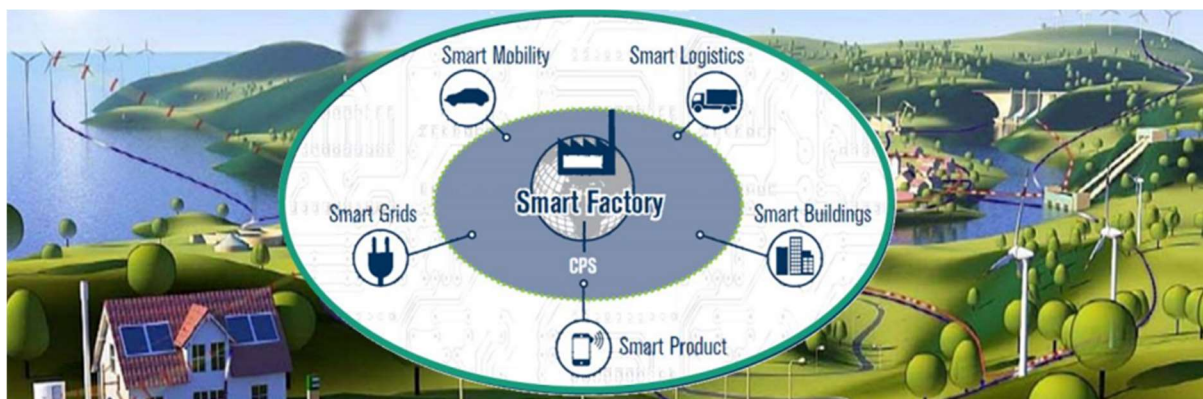 Smart Mobility
Smart Logistics
Smart Factory
Smart Grids
Smart Buildings
CPS
Smart Product